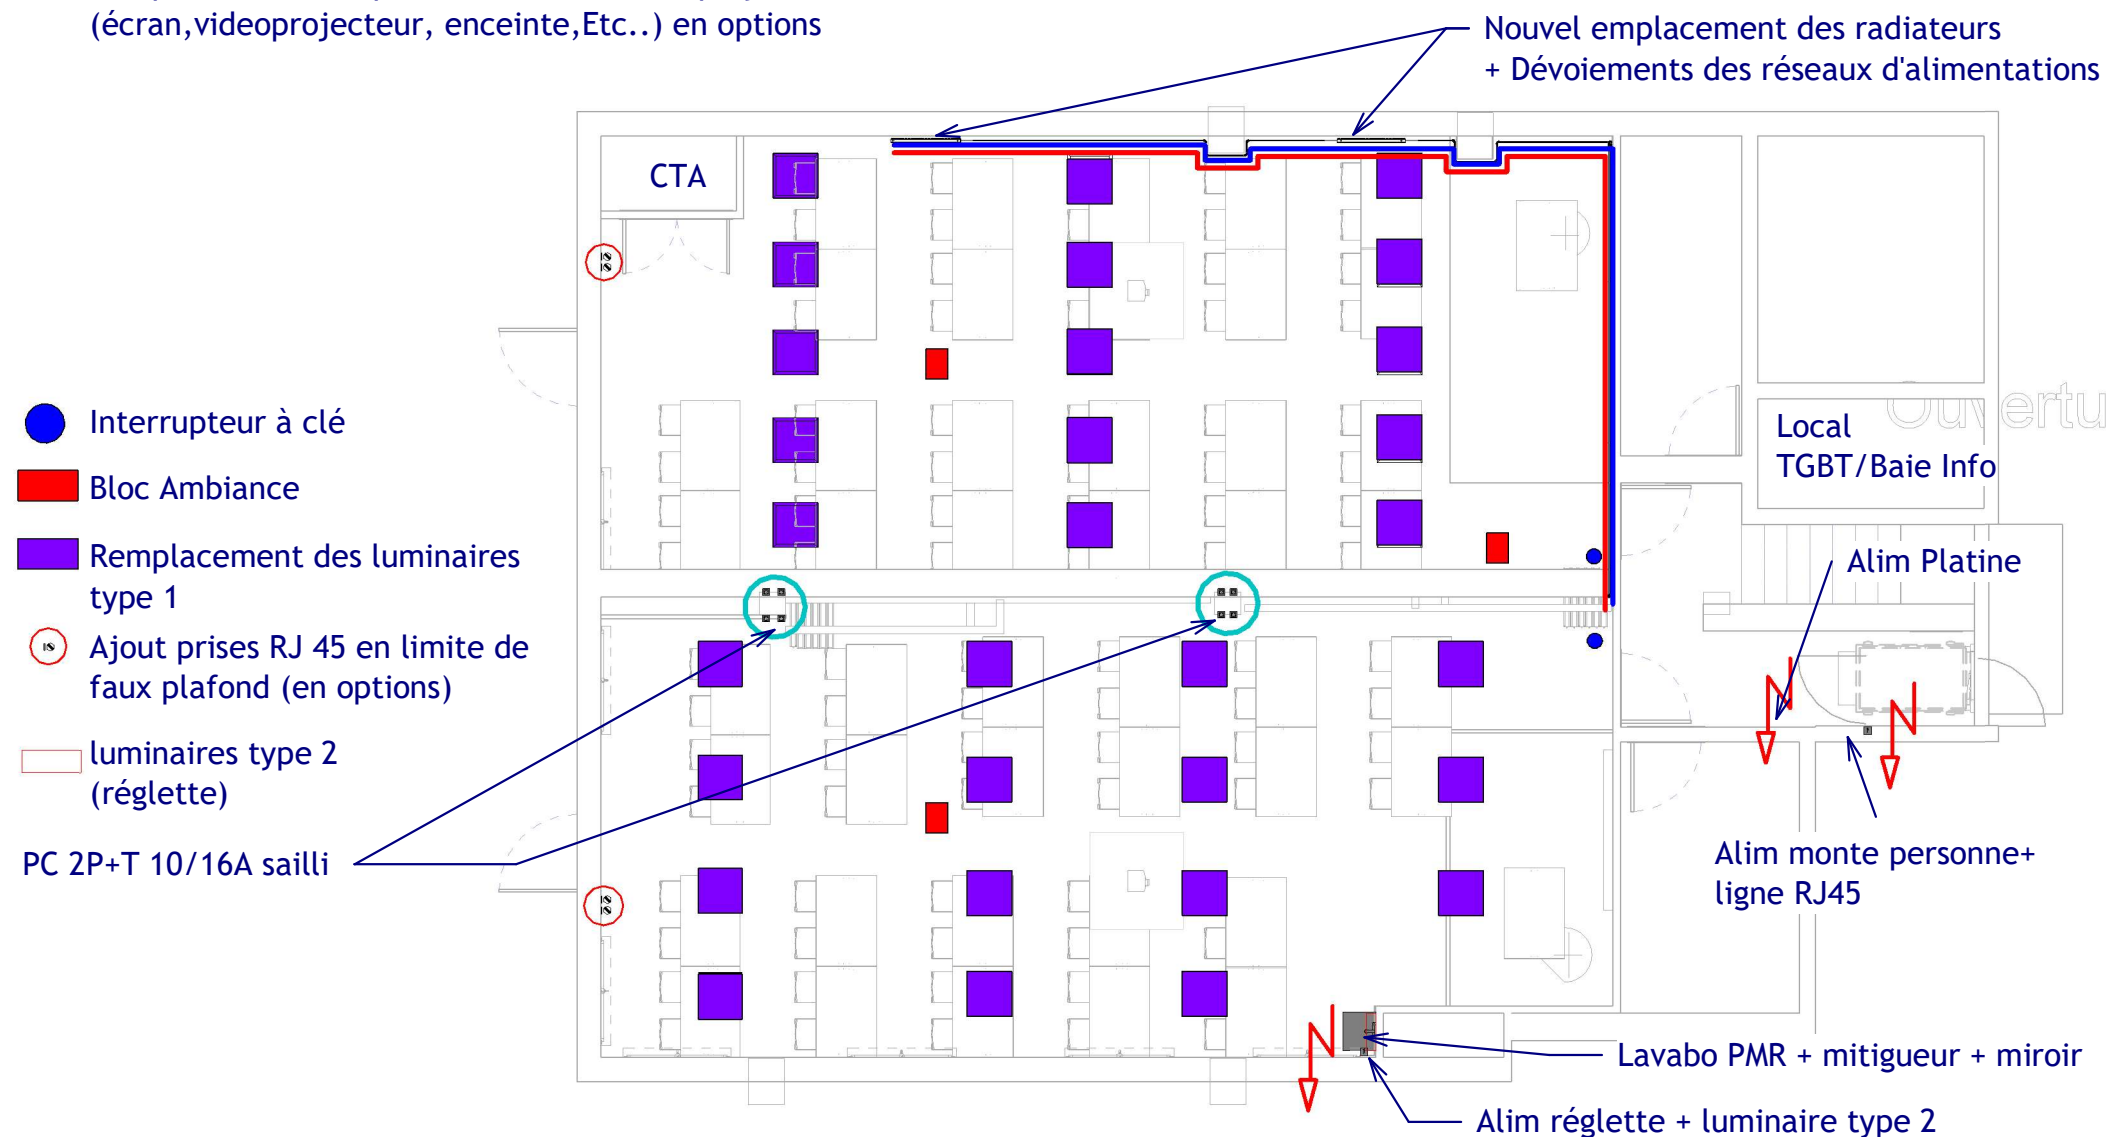 (écran,videoprojecteur, enceinte,Etc..) en options
Nouvel emplacement des radiateurs
+ Dévoiements des réseaux d'alimentations
CTA
Interrupteur à clé
Bloc Ambiance
Remplacement des luminaires
type 1
Ajout prises RJ 45 en limite de
faux plafond (en options)
luminaires type 2
(réglette)
PC 2P+T 10/16A sailli
Ouvertu
Local
TGBT/Baie Info
Alim Platine
Alim monte personne+
ligne RJ45
Lavabo PMR + mitigueur + miroir
Alim réglette + luminaire type 2